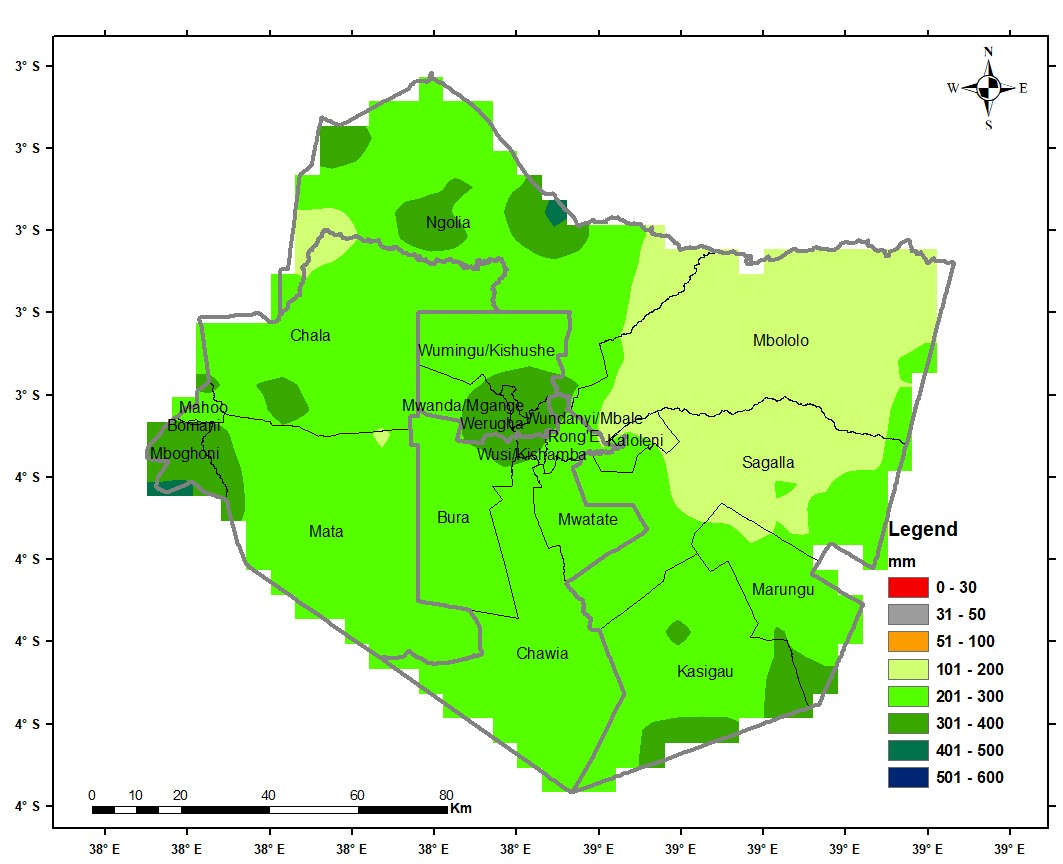 N
W E
S
3° S
3° S
3° S
3° S
3° S
4° S
4° S
4° S
4° S
4° S
Ngolia
Chala
Mbololo
Wumingu/Kishushe
Mahoo
Mwanda/Mgange
Bomani
Werugha
Wundanyi/Mbale
Rong'E
Kaloleni
Mboghoni
Wusi/Kishamba
Sagalla
Bura
Mwatate
Mata
Marungu
Chawia
Kasigau
Legend
mm
0 - 30
31 - 50
51 - 100
101 - 200
201 - 300
301 - 400
401 - 500
501 - 600
0 10 20 40 60 80
Km
38° E 38° E 38° E 38° E 38° E 38° E 39° E 39° E 39° E 39° E 39° E 39° E